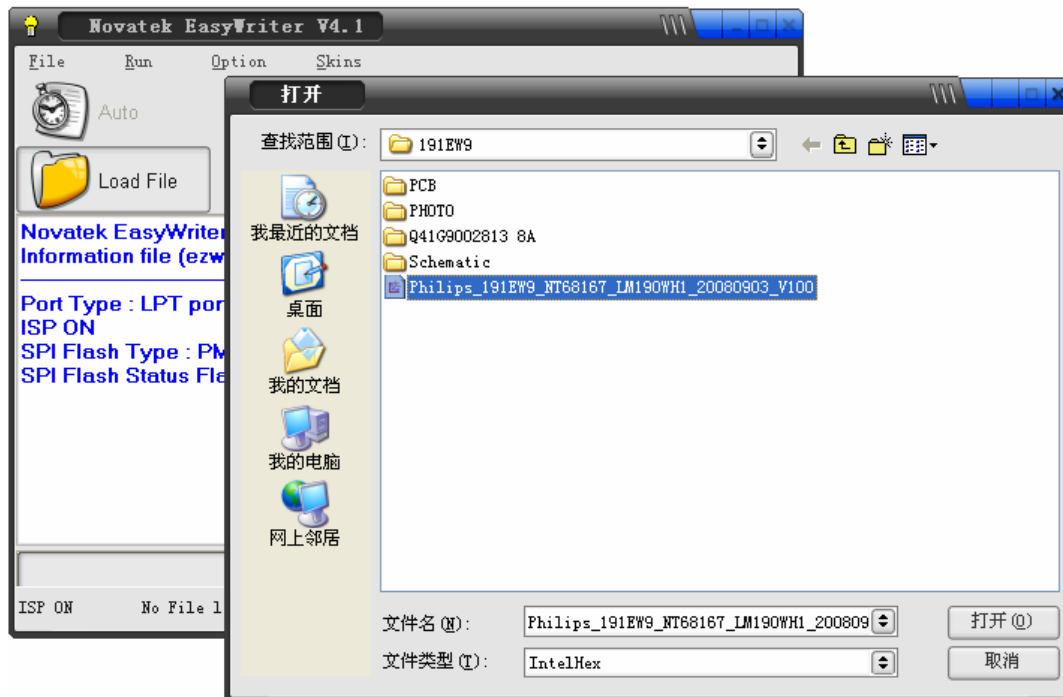 Novatek EasyWriter V4.1
File Run Option Skins
Auto
Load File
Novatek EasyWriter
Information file (ezw
Port Type : LPT por
ISP ON
SPI Flash Type : PM
SPI Flash Status Fla
ISP ON No File l
打开
查找范围(I): 191EW9
我最近的文档
桌面
我的文档
我的电脑
网上邻居
PCB
PHOTO
Q41G9002813 8A
Schematic
Philips_191EW9_NT68167_LM190WH1_20080903_V100
文件名(N): Philips_191EW9_NT68167_LM190WH1_200809 打开(O)
文件类型(T): IntelHex 取消